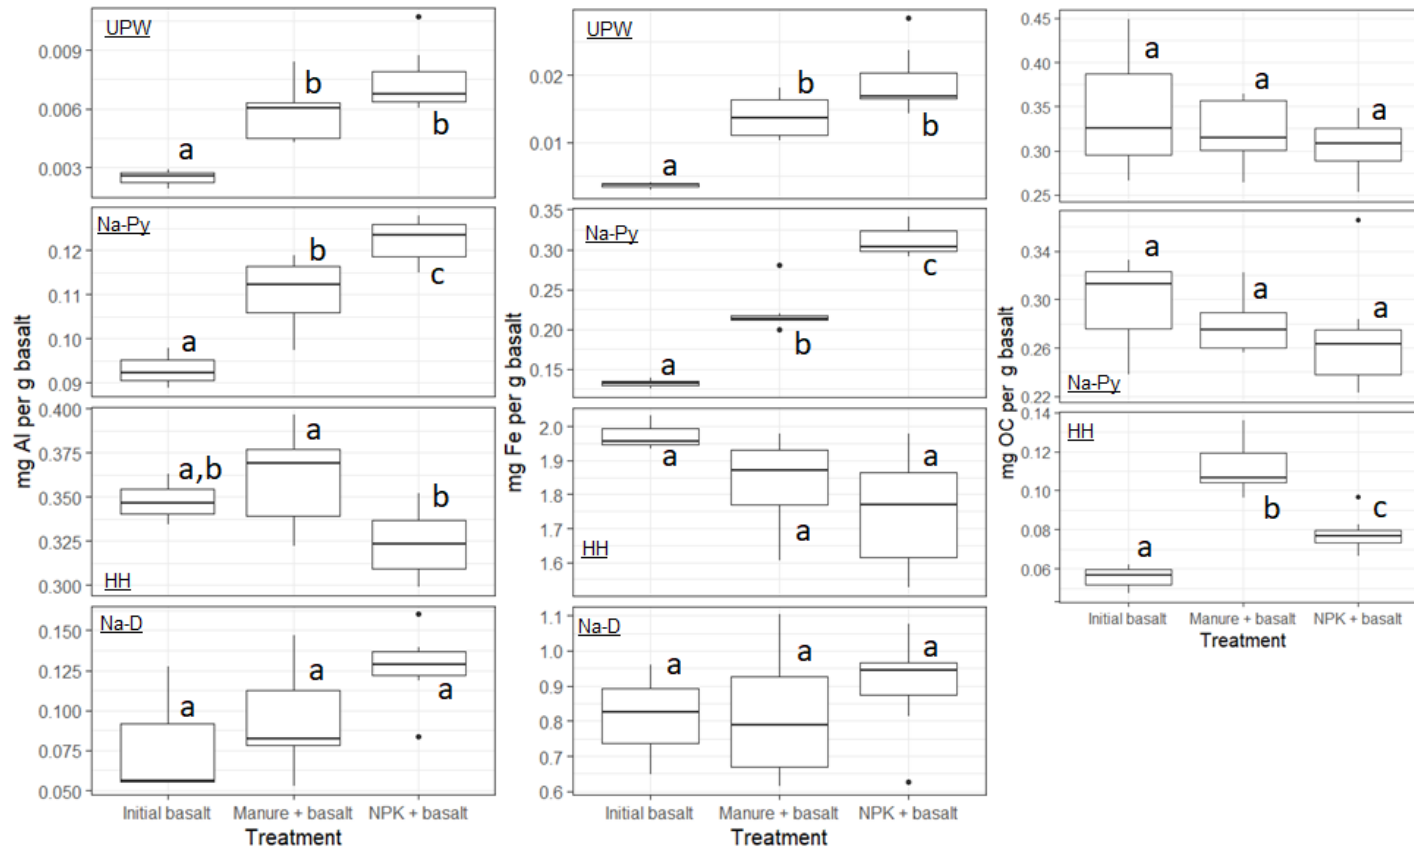 mg Al per g basalt
UPW
0.009
0.006
0.003
a
b
b
Na-Py
0.12
0.11
0.10
0.09
a
b
c
0.400
0.375
0.350
0.325
0.300
a,b
a
b
HH
Na-D
0.150
0.125
0.100
0.075
0.050
a
a
a
Initial basalt Manure + basalt NPK + basalt
Treatment
mg Fe per g basalt
UPW
0.02
0.01
a
b
b
0.35
0.30
0.25
0.20
0.15
Na-Py
a
b
c
2.0
1.9
1.8
1.7
1.6
a
a
a
HH
1.1
1.0
0.9
0.8
0.7
0.6
Na-D
a
a
a
Initial basalt Manure + basalt NPK + basalt
Treatment
mg OC per g basalt
0.45
0.40
0.35
0.30
0.25
a
a
a
0.34
0.30
0.26
0.22
a
a
a
Na-Py
0.14
0.12
0.10
0.08
0.06
HH
a
b
c
Initial basalt Manure + basalt NPK + basalt
Treatment